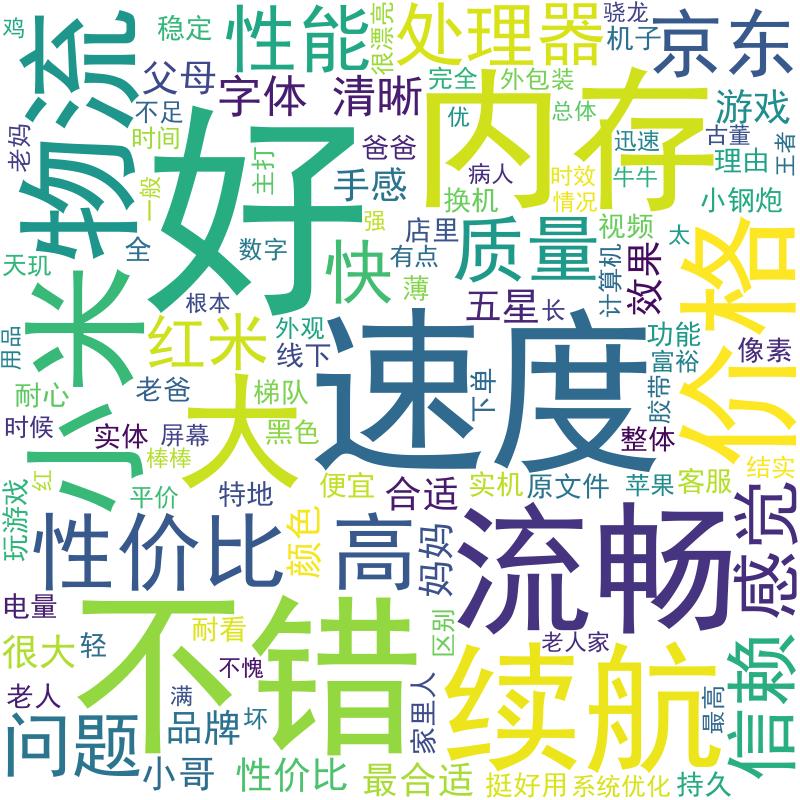 鸡
物流
稳定
性能
很漂亮
处理器
骁龙
机子
京东
父母
字体
清晰
完全
外包装
内存
游戏
老妈
不足
时间
好
爸爸
优
总体
迅速
古董
王者
一般
主打
手感
病人
时效
牛牛
理由
换机
情况
小钢炮
全
数字
快
强
店里
有点
质量
视频
计算机
效果
太
价格
天玑
小米
根本
薄
五星
长
红米
外观
线下
速度
功能
富裕
像素
用品
耐心
老爸
大
梯队
下单
胶带
时候
实体
屏幕
黑色
整体
玩游戏
红
棒棒
平价
特地
便宜
合适
实机
原文件
苹果
客服
结实
性价比
颜色
高
妈妈
流畅
感觉
电量
很大
轻
不错
耐看
不愧
区别
老人家
续航
信赖
老人
满
问题
品牌
坏
家里人
最高
小哥
性价比
最合适
挺好用
系统优化
持久